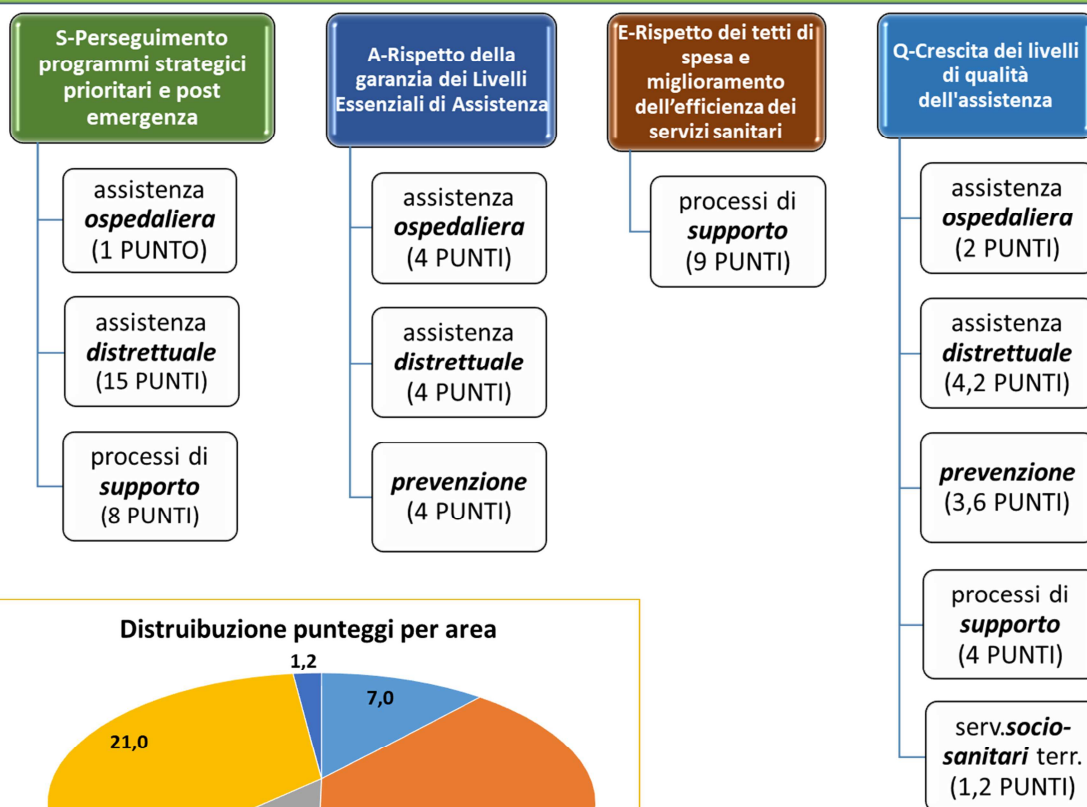 S-Perseguimento
programmi strategici
prioritari e post
emergenza
assistenza
ospedaliera
(1 PUNTO)
assistenza
distrettuale
(15 PUNTI)
processi di
supporto
(8 PUNTI)
A-Rispetto della
garanzia dei Livelli
Essenziali di Assistenza
assistenza
ospedaliera
(4 PUNTI)
assistenza
distrettuale
(4 PUNTI)
prevenzione
(4 PUNTI)
E-Rispetto dei tetti di
spesa e
miglioramento
dell’efficienza dei
servizi sanitari
processi di
supporto
(9 PUNTI)
Q-Crescita dei livelli
di qualità
dell'assistenza
assistenza
ospedaliera
(2 PUNTI)
assistenza
distrettuale
(4,2 PUNTI)
prevenzione
(3,6 PUNTI)
processi di
supporto
(4 PUNTI)
serv.socio-
sanitari terr.
(1,2 PUNTI)
Distruibuzione punteggi per area
1,2
7,0
21,0